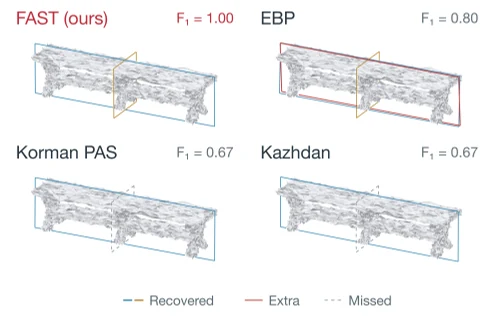 FAST (ours) F₁ = 1.00 EBP F₁ = 0.80
Korman PAS F₁ = 0.67 Kazhdan F₁ = 0.67
Recovered Extra Missed